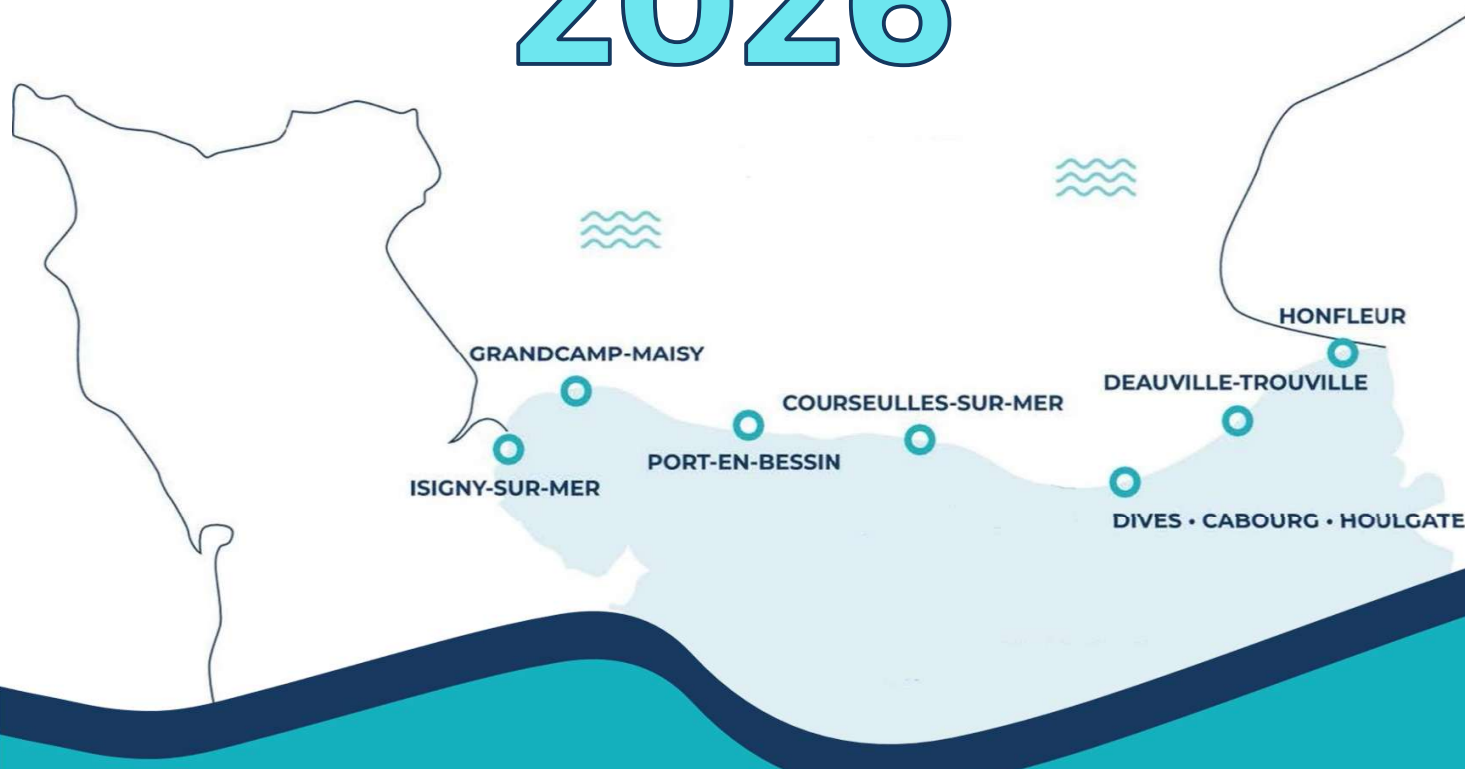 2026
HONFLEUR
GRANDCAMP-MAISY
DEAUVILLE-TROUVILLE
COURSEULLES-SUR-MER
PORT-EN-BESSIN
ISIGNY-SUR-MER
DIVES • CABOURG • HOULGATE